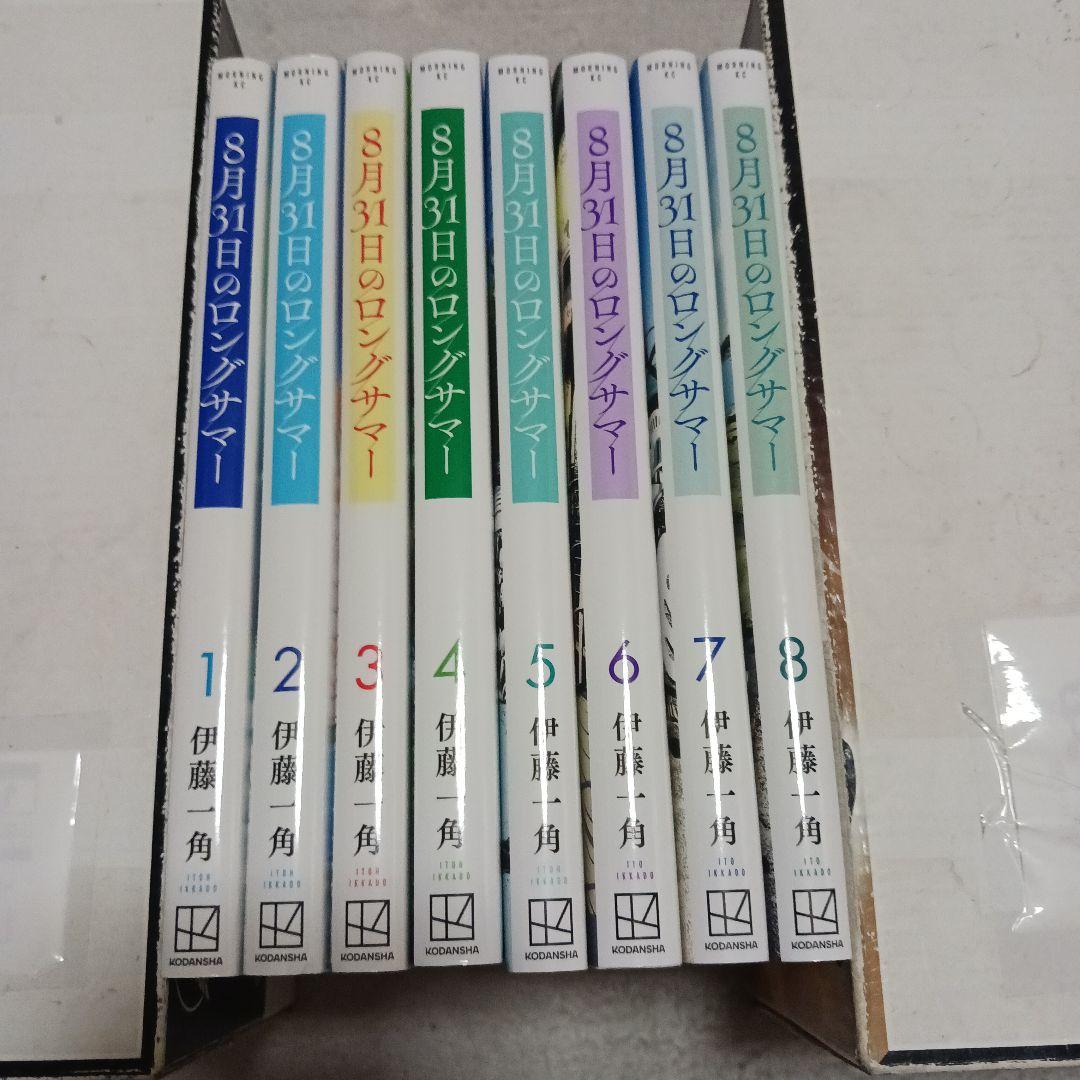 MORNING KC
8月31日のロングサマー
1
伊藤一角
ITOH IKKADO
KODANSHA
MORNING KC
8月31日のロングサマー
2
伊藤一角
ITOH IKKADO
KODANSHA
MORNING KC
8月31日のロングサマー
3
伊藤一角
ITOH IKKADO
KODANSHA
MORNING KC
8月31日のロングサマー
4
伊藤一角
ITOH IKKADO
KODANSHA
MORNING KC
8月31日のロングサマー
5
伊藤一角
ITOH IKKADO
KODANSHA
MORNING KC
8月31日のロングサマー
6
伊藤一角
ITO IKKADO
KODANSHA
MORNING KC
8月31日のロングサマー
7
伊藤一角
ITO IKKADO
KODANSHA
MORNING KC
8月31日のロングサマー
8
伊藤一角
ITO IKKADO
KODANSHA